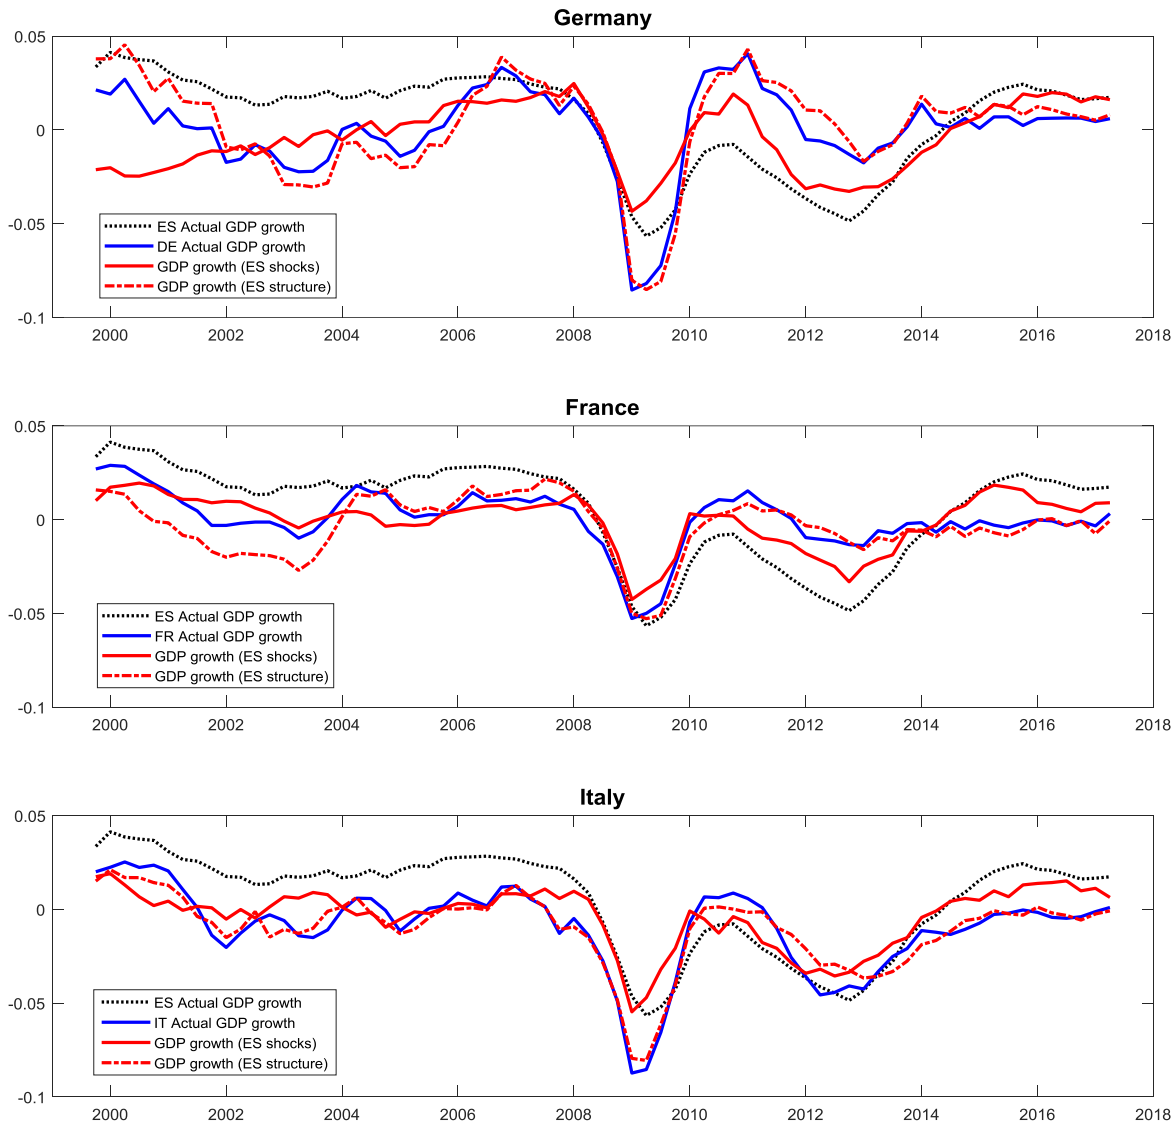 Germany
0.05
0
-0.05
-0.1
ES Actual GDP growth
DE Actual GDP growth
GDP growth (ES shocks)
GDP growth (ES structure)
2000 2002 2004 2006 2008 2010 2012 2014 2016 2018
France
0.05
0
-0.05
-0.1
ES Actual GDP growth
FR Actual GDP growth
GDP growth (ES shocks)
GDP growth (ES structure)
2000 2002 2004 2006 2008 2010 2012 2014 2016 2018
Italy
0.05
0
-0.05
-0.1
ES Actual GDP growth
IT Actual GDP growth
GDP growth (ES shocks)
GDP growth (ES structure)
2000 2002 2004 2006 2008 2010 2012 2014 2016 2018